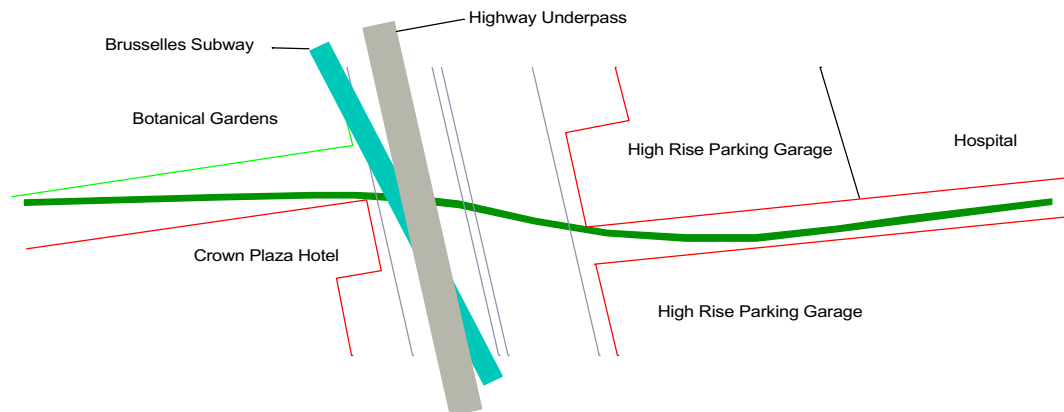 Highway Underpass
Brusselles Subway
Botanical Gardens
High Rise Parking Garage
Hospital
Crown Plaza Hotel
High Rise Parking Garage